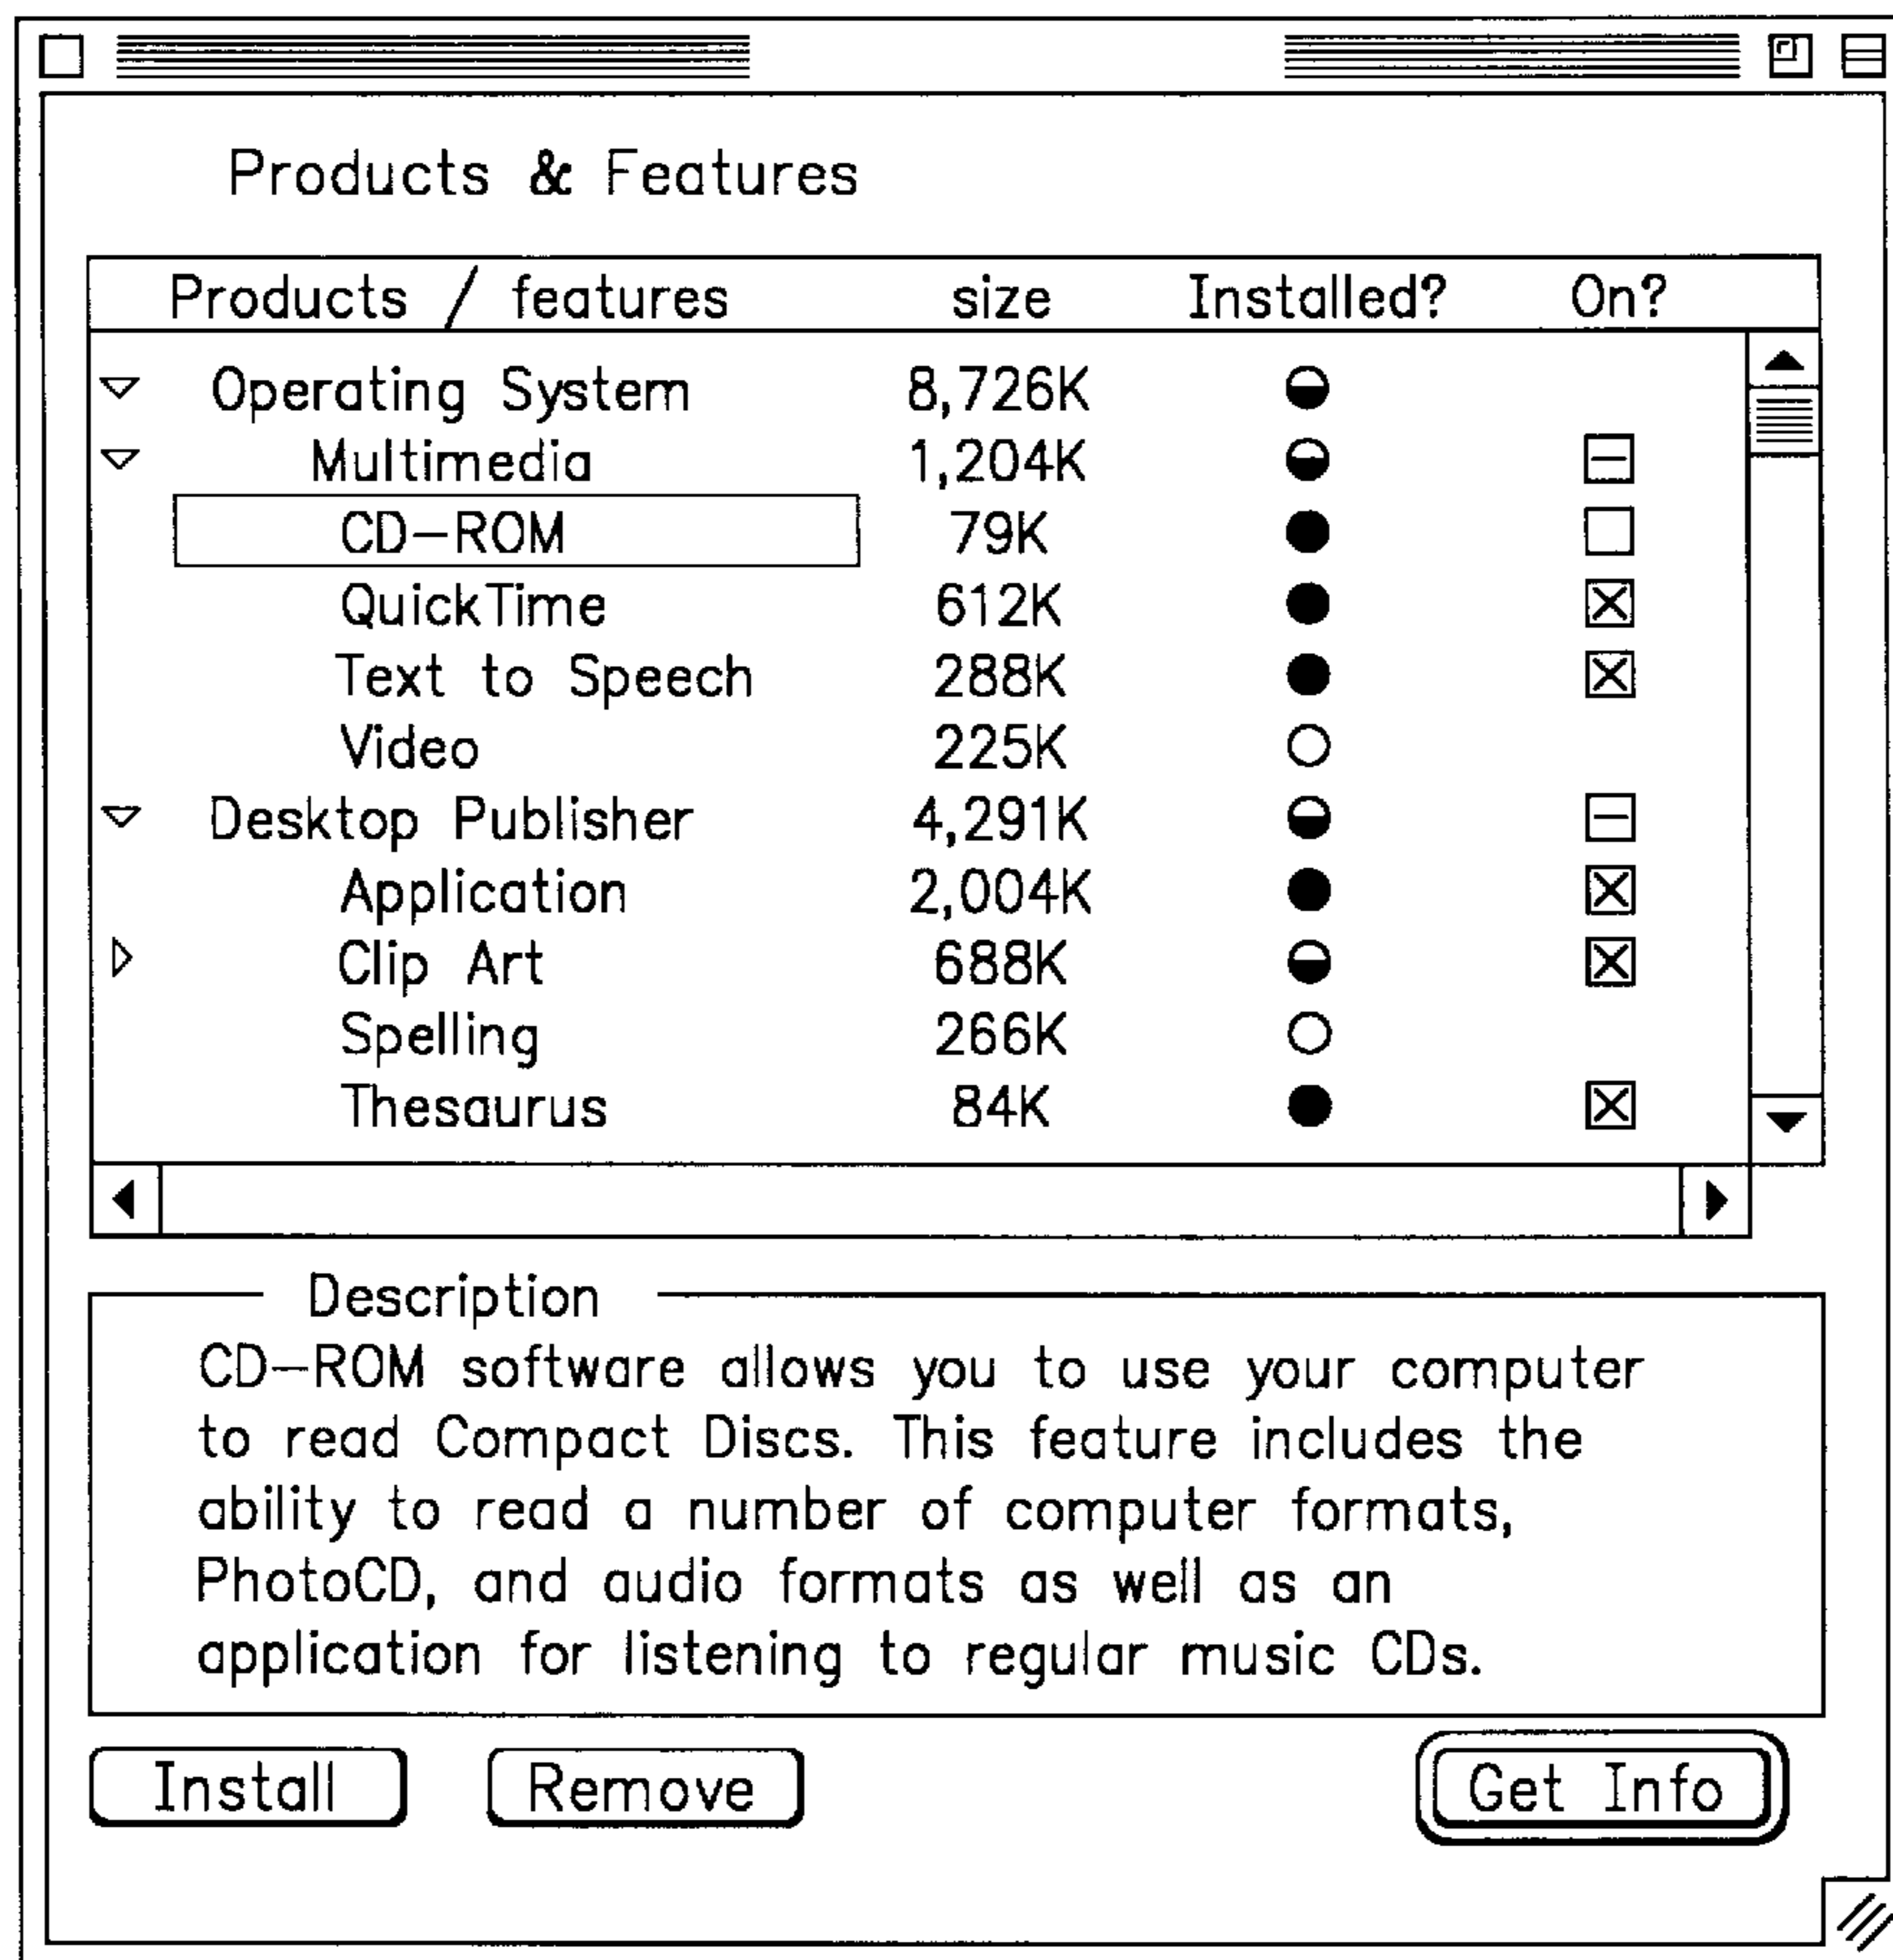 Products & Features
Products / features size Installed? On?
Operating System 8,726K
Multimedia 1,204K
CD-ROM 79K
QuickTime 612K
Text to Speech 288K
Video 225K
Desktop Publisher 4,291K
Application 2,004K
Clip Art 688K
Spelling 266K
Thesaurus 84K
Description
CD-ROM software allows you to use your computer
to read Compact Discs. This feature includes the
ability to read a number of computer formats,
PhotoCD, and audio formats as well as an
application for listening to regular music CDs.
Install Remove Get Info